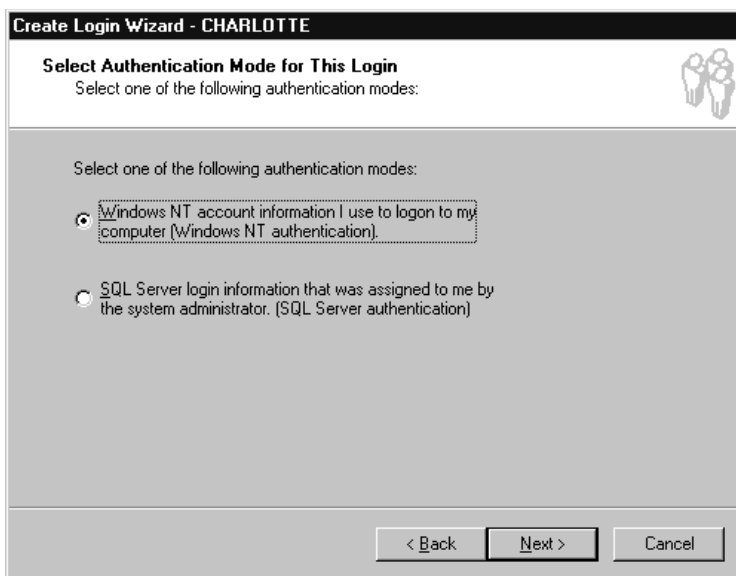 Create Login Wizard - CHARLOTTE
Select Authentication Mode for This Login
Select one of the following authentication modes:
Select one of the following authentication modes:
Windows NT account information I use to logon to my
computer (Windows NT authentication).
SQL Server login information that was assigned to me by
the system administrator. (SQL Server authentication)
< Back Next > Cancel